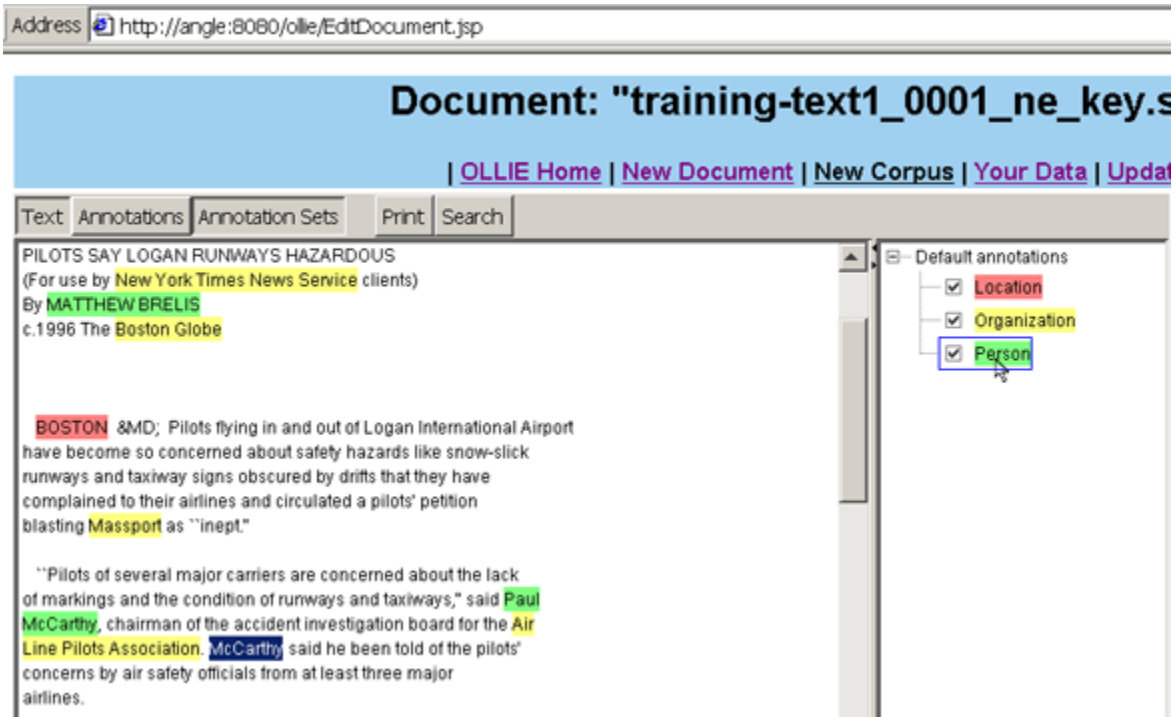 Address http://angle:8080/ollie/EditDocument.jsp
Document: "training-text1_0001_ne_key.s
| OLLIE Home | New Document | New Corpus | Your Data | Updat
Text Annotations Annotation Sets Print Search
PILOTS SAY LOGAN RUNWAYS HAZARDOUS
(For use by New York Times News Service clients)
By MATTHEW BRELIS
c.1996 The Boston Globe
BOSTON &MD; Pilots flying in and out of Logan International Airport
have become so concerned about safety hazards like snow-slick
runways and taxiway signs obscured by drifts that they have
complained to their airlines and circulated a pilots' petition
blasting Massport as ``inept.''
``Pilots of several major carriers are concerned about the lack
of markings and the condition of runways and taxiways,'' said Paul
McCarthy, chairman of the accident investigation board for the Air
Line Pilots Association. McCarthy said he been told of the pilots'
concerns by air safety officials from at least three major
airlines.
Default annotations
Location
Organization
Person